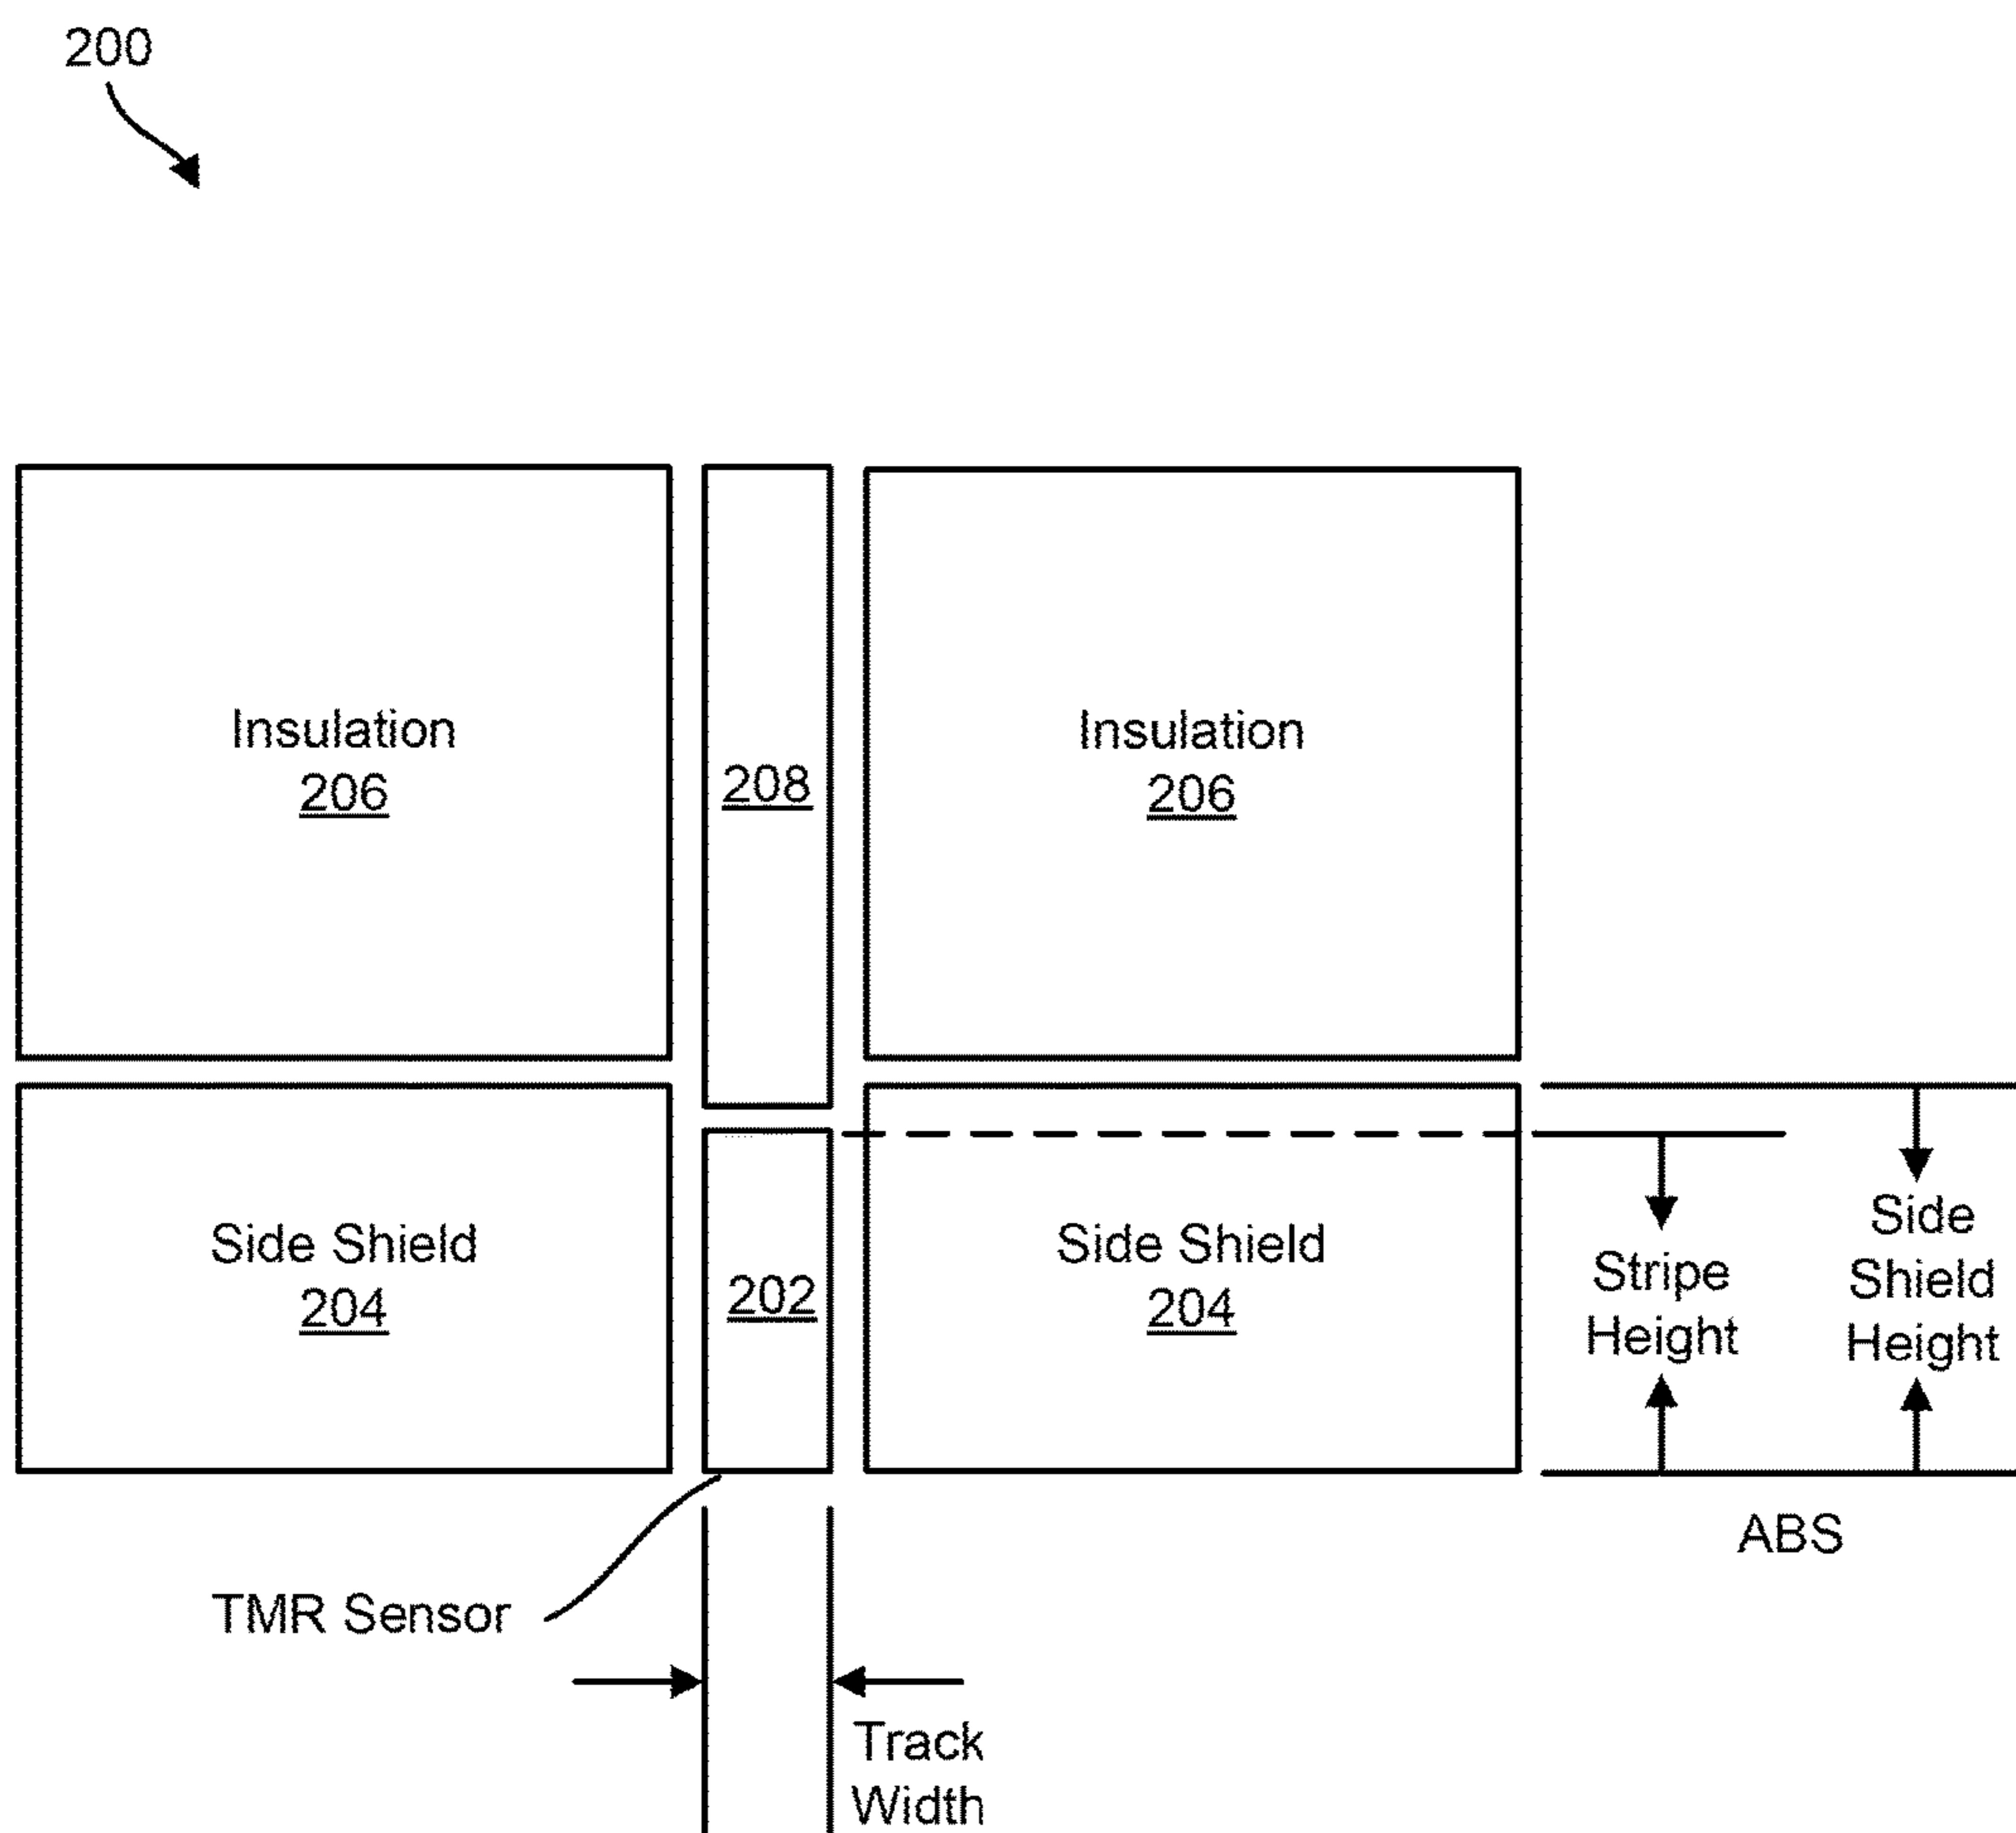 200
Insulation
206
208
Insulation
206
Side Shield
204
202
Side Shield
204
Stripe
Height
Side
Shield
Height
ABS
TMR Sensor
Track
Width